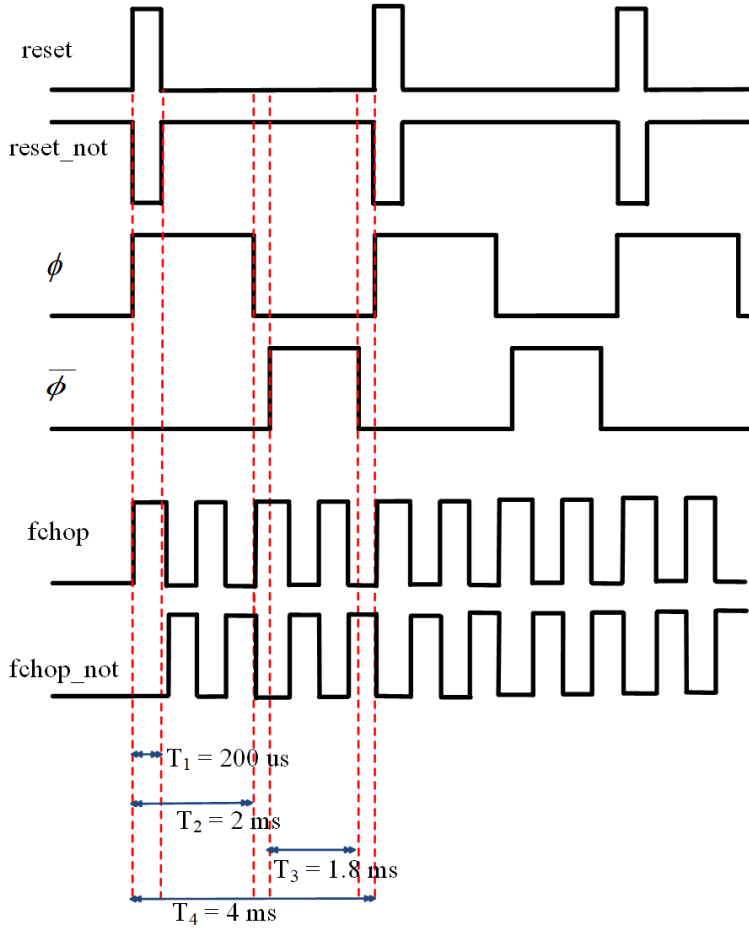 reset
reset_not
ϕ
ϕ̅
fchop
fchop_not
T₁ = 200 us
T₂ = 2 ms
T₃ = 1.8 ms
T₄ = 4 ms